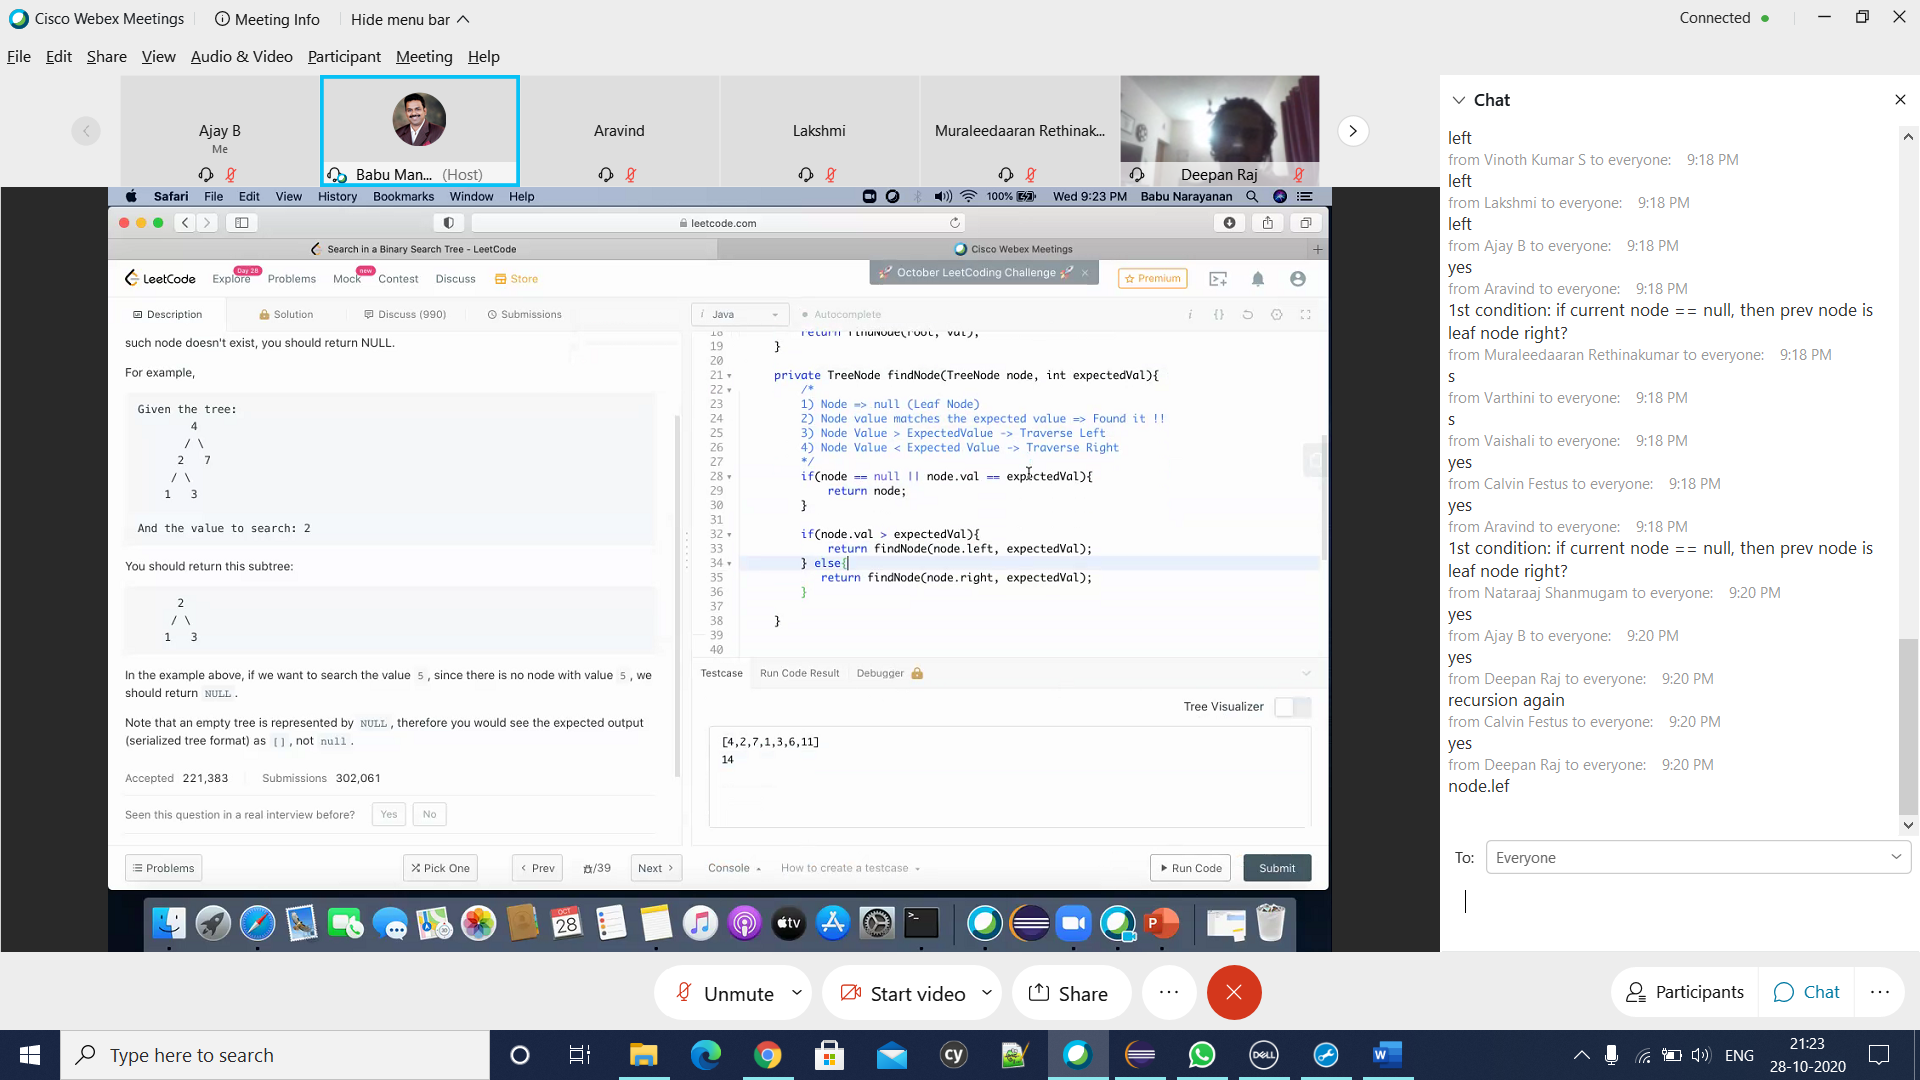 Cisco Webex Meetings
Meeting Info
Hide menu bar
Connected
File Edit Share View Audio & Video Participant Meeting Help
Ajay B
Me
Babu Man... (Host)
Aravind
Lakshmi
Muraleedaaran Rethinak...
Deepan Raj
Safari File Edit View History Bookmarks Window Help
100% Wed 9:23 PM Babu Narayanan
leetcode.com
Search in a Binary Search Tree - LeetCode
Cisco Webex Meetings
LeetCode Explore Day 28 Problems Mock new Contest Discuss Store
October LeetCoding Challenge
Premium
Description Solution Discuss (990) Submissions
i Java Autocomplete
such node doesn't exist, you should return NULL.
For example,
Given the tree:
4
/ \
2 7
/ \
1 3
And the value to search: 2
You should return this subtree:
2
/ \
1 3
In the example above, if we want to search the value 5, since there is no node with value 5, we
should return NULL.
Note that an empty tree is represented by NULL, therefore you would see the expected output
(serialized tree format) as [], not null.
Accepted 221,383 Submissions 302,061
Seen this question in a real interview before? Yes No
Problems Pick One Prev /39 Next
18 return findNode(root, val);
19 }
20
21 private TreeNode findNode(TreeNode node, int expectedVal){
22 /*
23 1) Node => null (Leaf Node)
24 2) Node value matches the expected value => Found it !!
25 3) Node Value > ExpectedValue -> Traverse Left
26 4) Node Value < Expected Value -> Traverse Right
27 */
28 if(node == null || node.val == expectedVal){
29 return node;
30 }
31
32 if(node.val > expectedVal){
33 return findNode(node.left, expectedVal);
34 } else{
35 return findNode(node.right, expectedVal);
36 }
37
38 }
39
40
Testcase Run Code Result Debugger
Tree Visualizer
[4,2,7,1,3,6,11]
14
Console How to create a testcase Run Code Submit
OCT
28
tv
Unmute
Start video
Share
Chat
left
from Vinoth Kumar S to everyone: 9:18 PM
left
from Lakshmi to everyone: 9:18 PM
left
from Ajay B to everyone: 9:18 PM
yes
from Aravind to everyone: 9:18 PM
1st condition: if current node == null, then prev node is
leaf node right?
from Muraleedaaran Rethinakumar to everyone: 9:18 PM
s
from Varthini to everyone: 9:18 PM
s
from Vaishali to everyone: 9:18 PM
yes
from Calvin Festus to everyone: 9:18 PM
yes
from Aravind to everyone: 9:18 PM
1st condition: if current node == null, then prev node is
leaf node right?
from Nataraaj Shanmugam to everyone: 9:20 PM
yes
from Ajay B to everyone: 9:20 PM
yes
from Deepan Raj to everyone: 9:20 PM
recursion again
from Calvin Festus to everyone: 9:20 PM
yes
from Deepan Raj to everyone: 9:20 PM
node.lef
To: Everyone
Participants
Chat
Type here to search
cy
DELL
ENG
21:23
28-10-2020